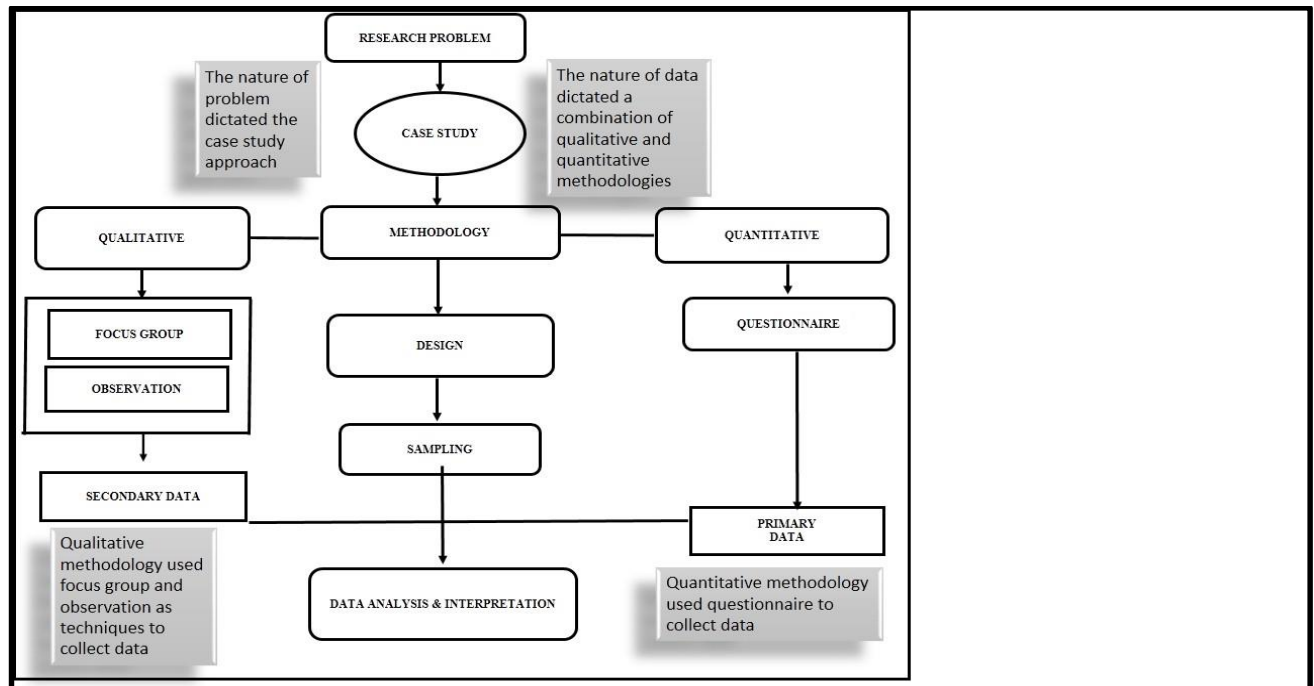 RESEARCH PROBLEM
The nature of
problem
dictated the
case study
approach
The nature of data
dictated a
combination of
qualitative and
quantitative
methodologies
CASE STUDY
QUALITATIVE
METHODOLOGY
QUANTITATIVE
FOCUS GROUP
OBSERVATION
DESIGN
QUESTIONNAIRE
SAMPLING
SECONDARY DATA
PRIMARY
DATA
Qualitative
methodology used
focus group and
observation as
techniques to
collect data
DATA ANALYSIS & INTERPRETATION
Quantitative methodology
used questionnaire to
collect data